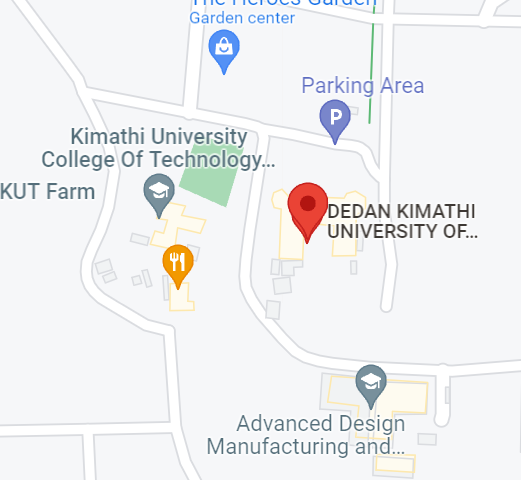 The Heroes Garden
Garden center
Parking Area
P
Kimathi University
College Of Technology...
KUT Farm
DEDAN KIMATHI
UNIVERSITY OF...
Advanced Design
Manufacturing and...